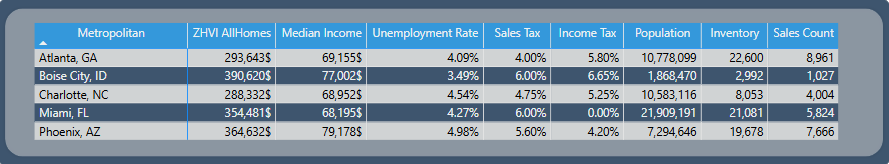 Metropolitan ZHVI AllHomes Median Income Unemployment Rate Sales Tax Income Tax Population Inventory Sales Count
Atlanta, GA 293,643$ 69,155$ 4.09% 4.00% 5.80% 10,778,099 22,600 8,961
Boise City, ID 390,620$ 77,002$ 3.49% 6.00% 6.65% 1,868,470 2,992 1,027
Charlotte, NC 288,332$ 68,952$ 4.54% 4.75% 5.25% 10,583,116 8,053 4,004
Miami, FL 354,481$ 68,195$ 4.27% 6.00% 0.00% 21,909,191 21,081 5,824
Phoenix, AZ 364,632$ 79,178$ 4.98% 5.60% 4.20% 7,294,646 19,678 7,666